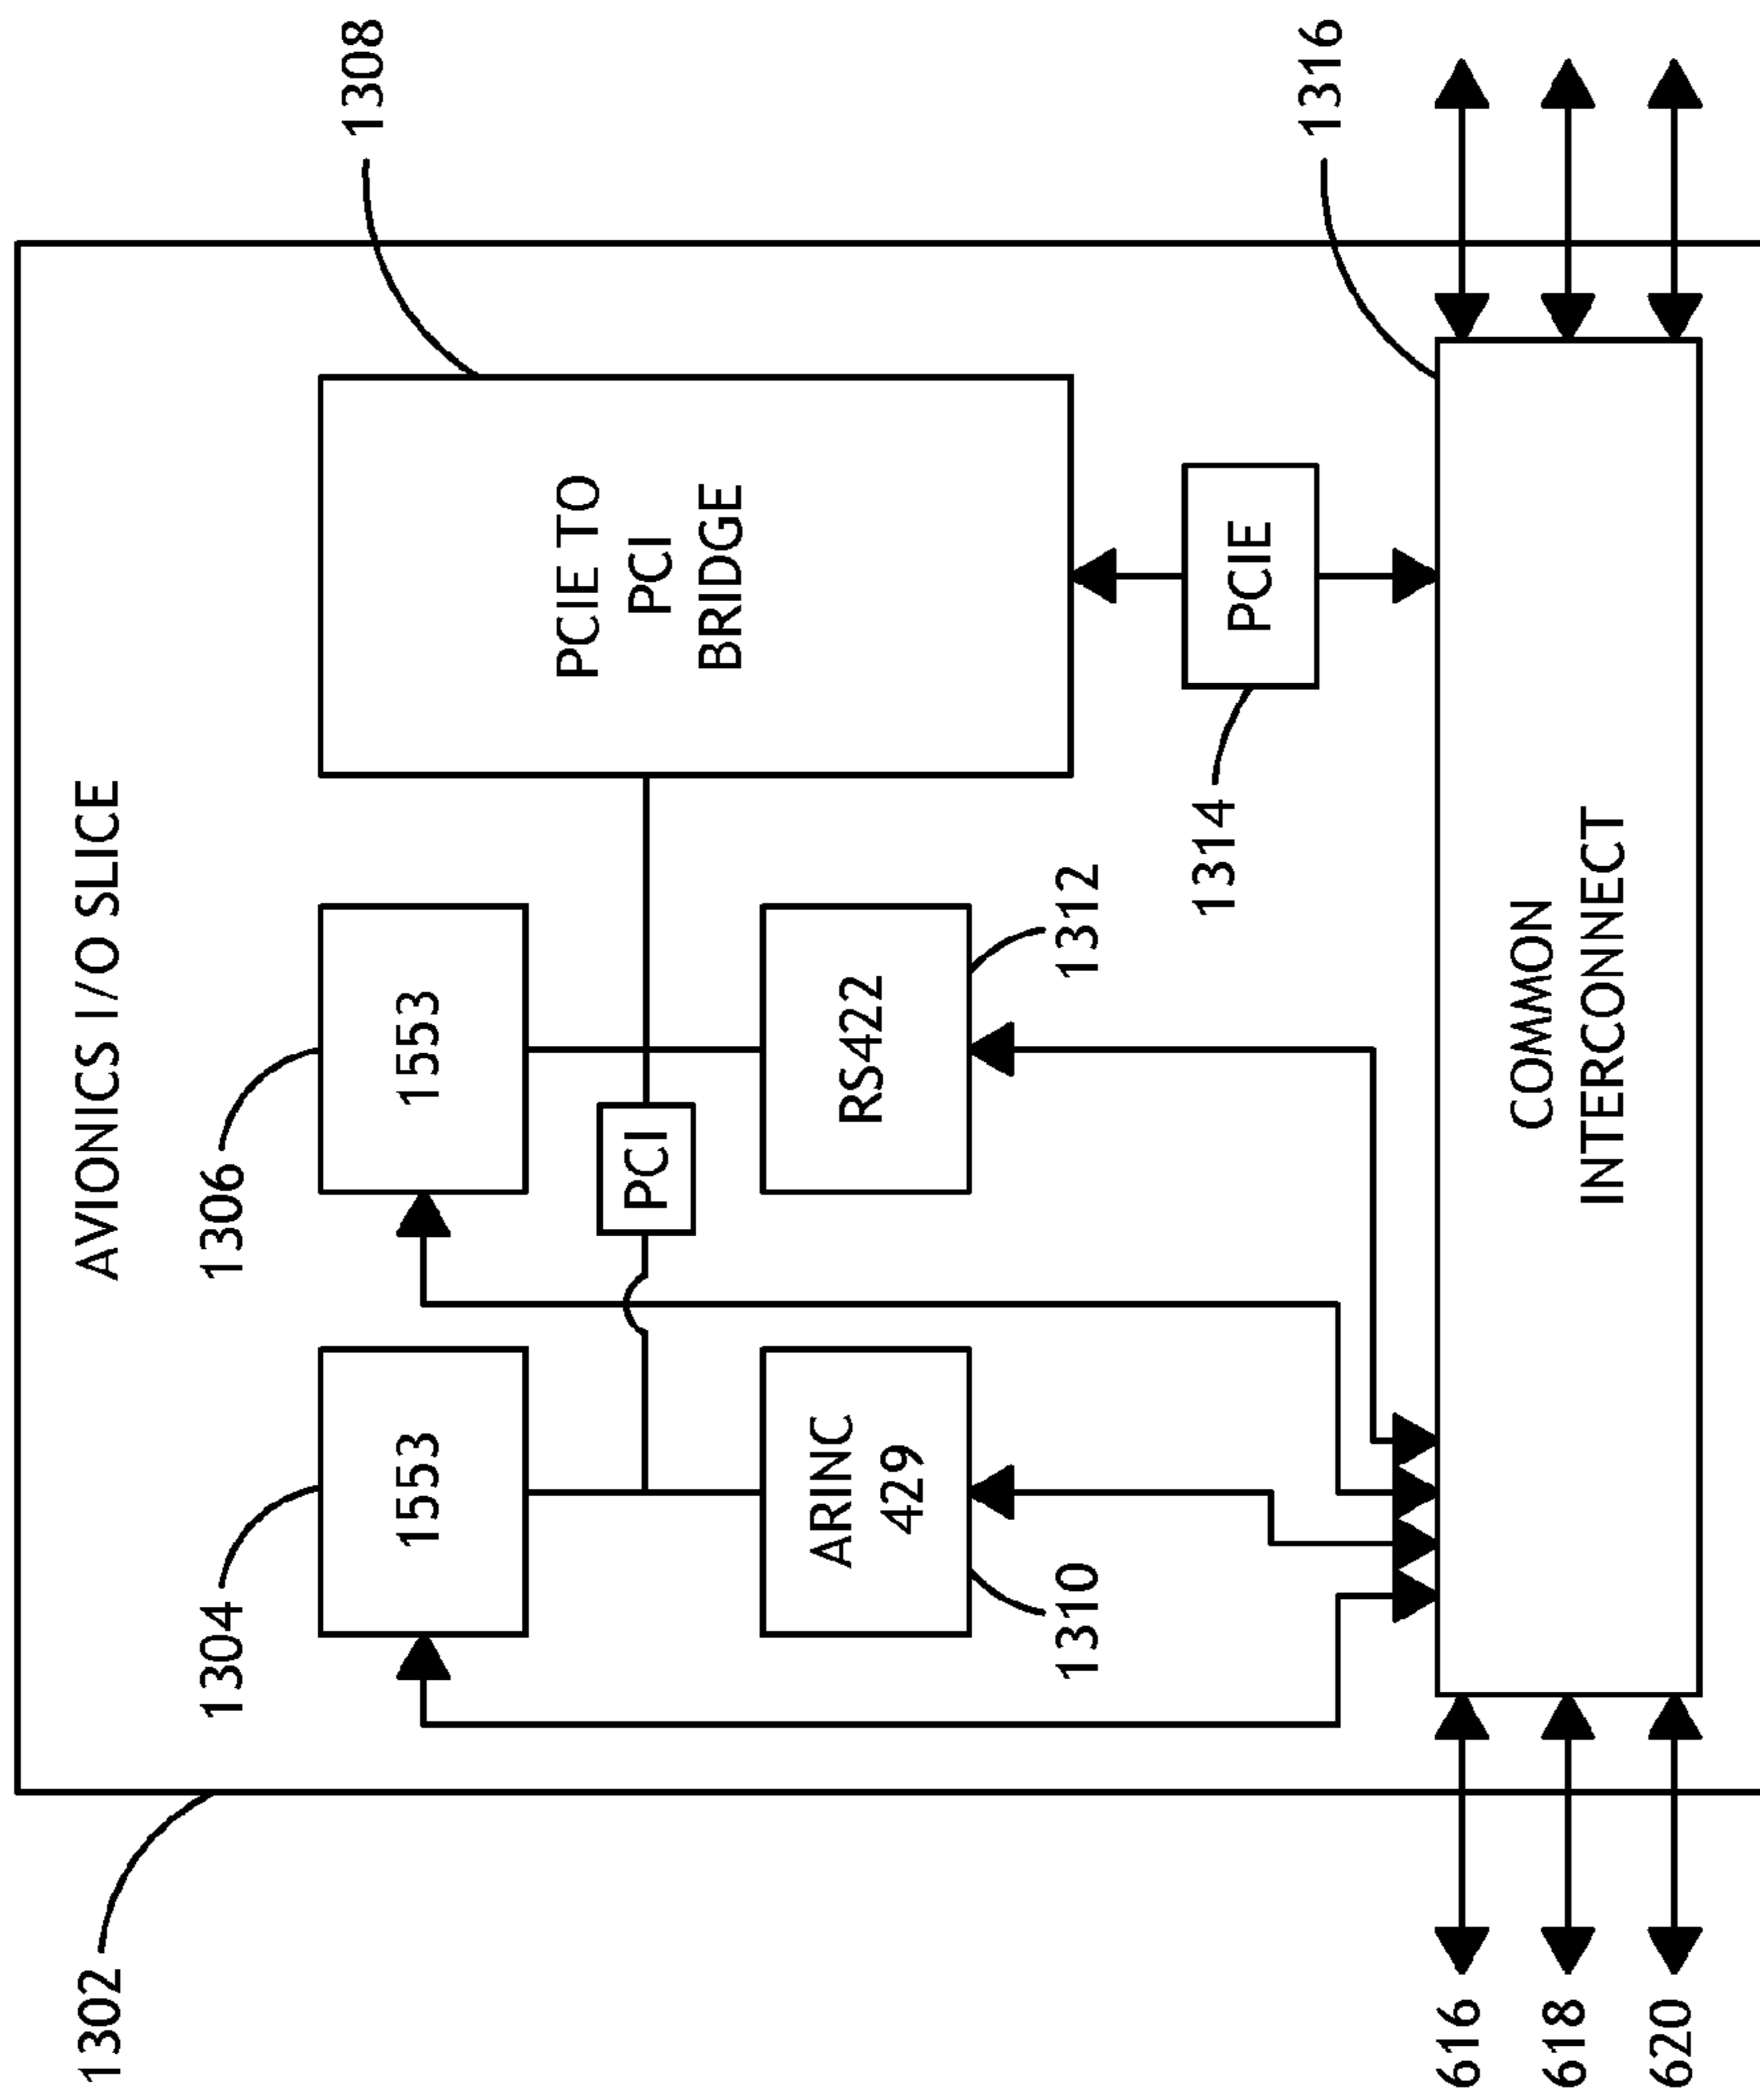 AVIONICS I/O SLICE
1302
1304
1306
1308
1553
1553
PCIE TO
PCI
BRIDGE
PCI
ARINC
429
RS422
1310
1312
1314
PCIE
1316
COMMON
INTERCONNECT
616
618
620